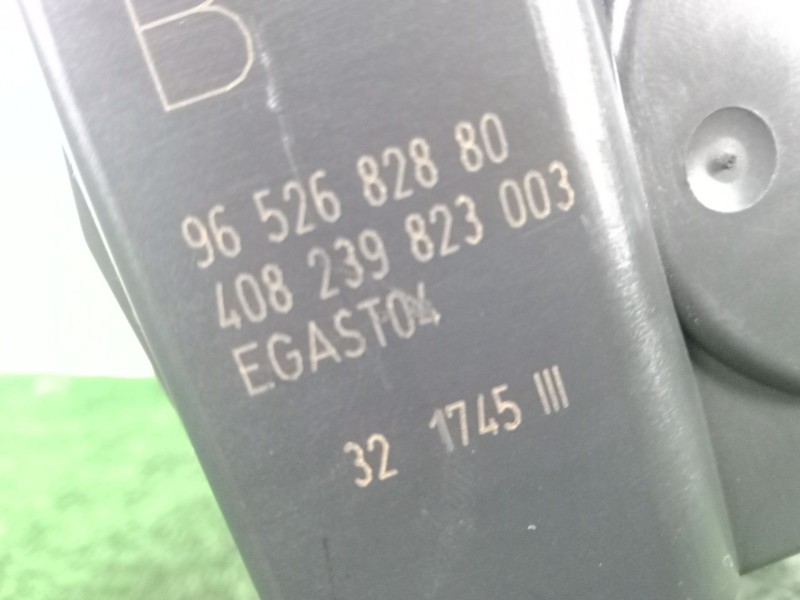 B
96 526 828 80
408 239 823 003
EGAST04
32 1745 III